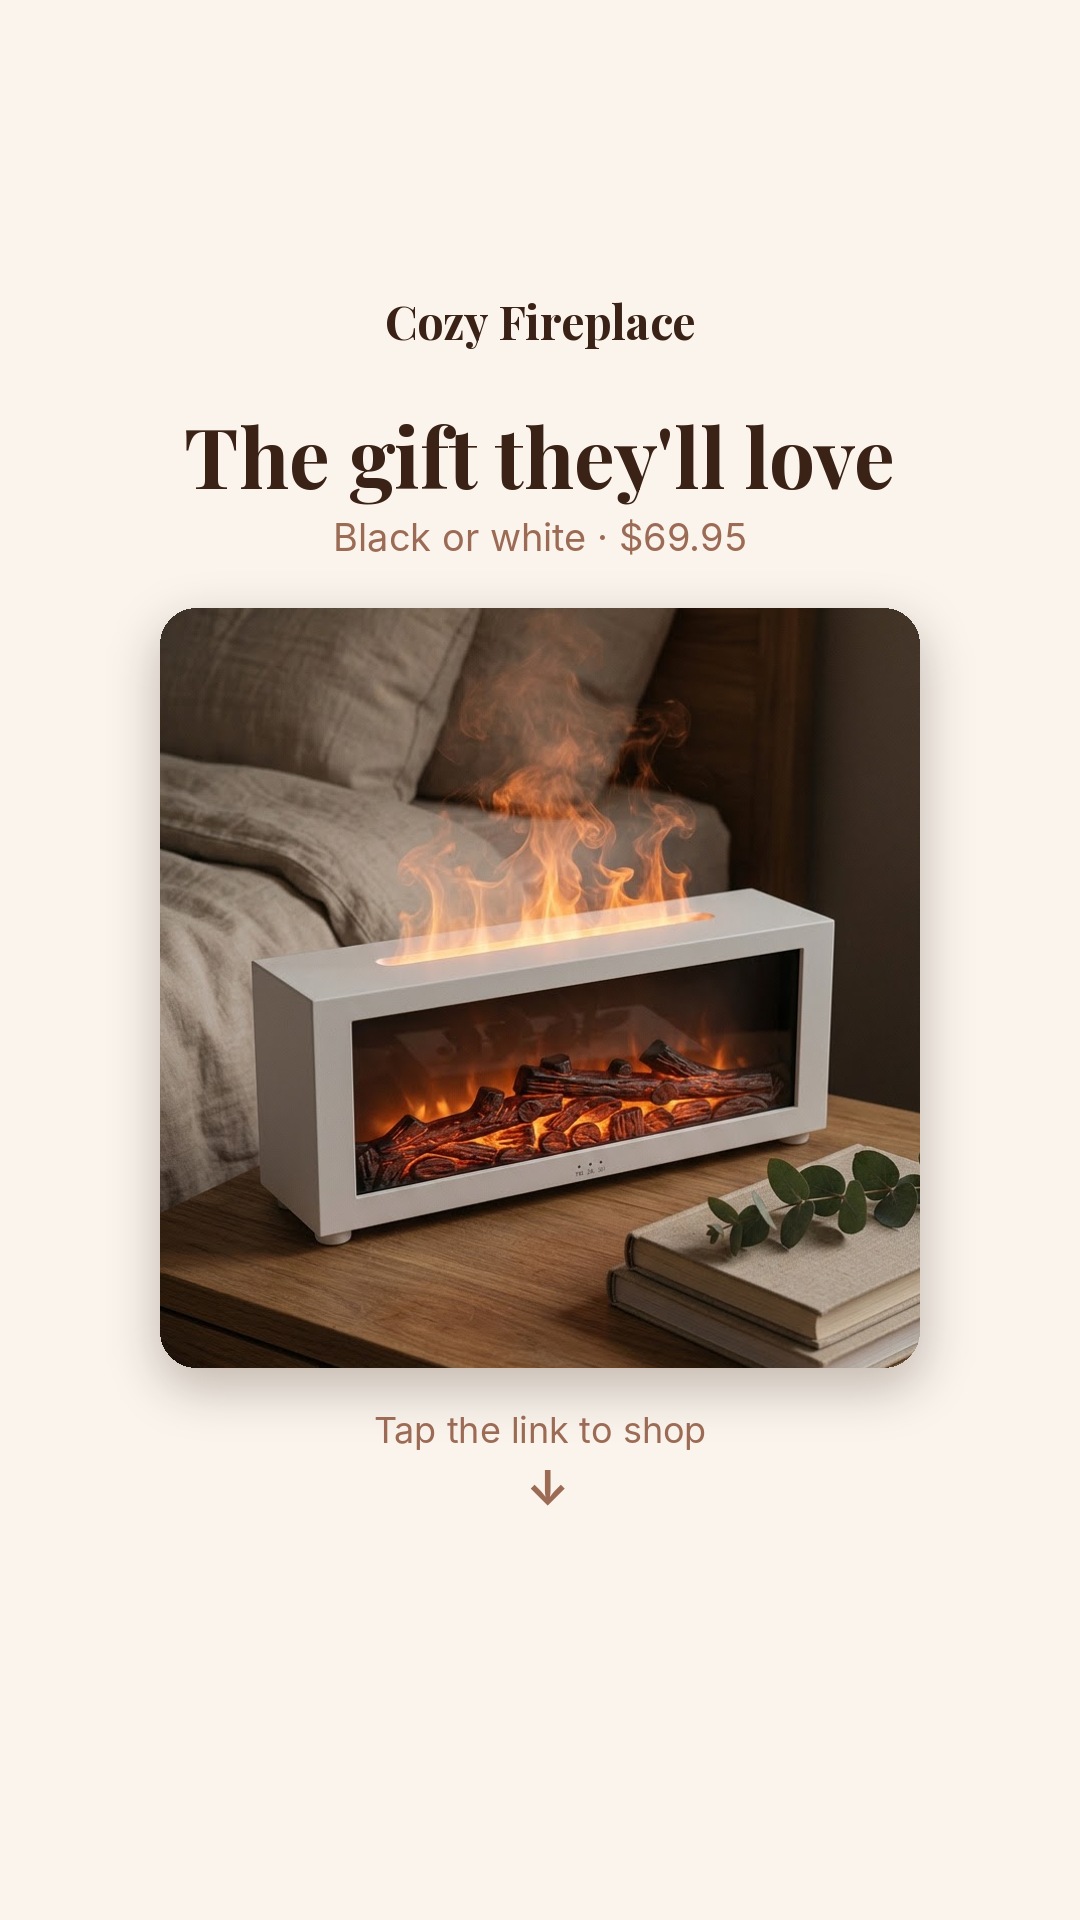 Cozy Fireplace
The gift they'll love
Black or white · $69.95
Tap the link to shop